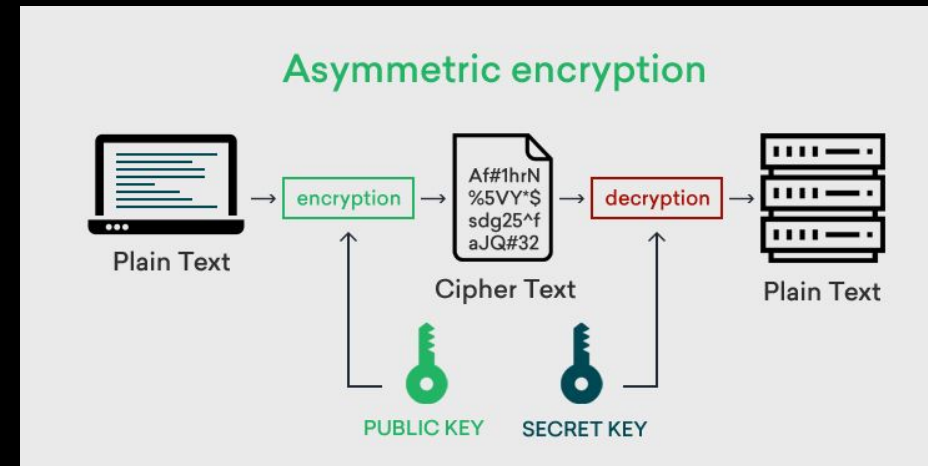 Asymmetric encryption
encryption
Af#1hrN
%5VY*$
sdg25^f
aJQ#32
decryption
Plain Text
Cipher Text
Plain Text
PUBLIC KEY
SECRET KEY